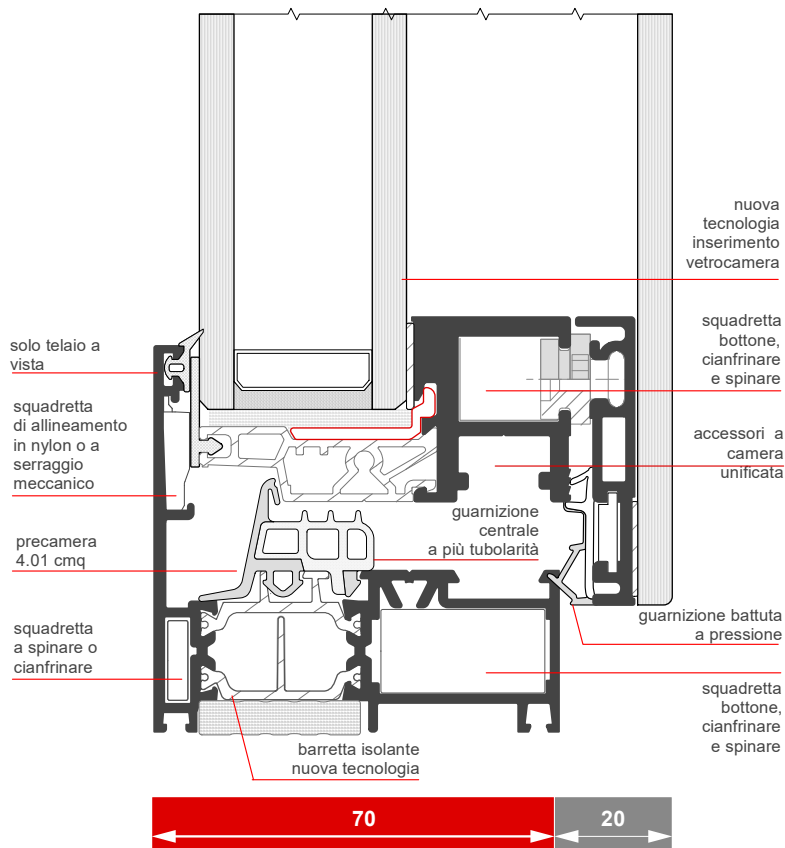 nuova
tecnologia
inserimento
vetrocamera
solo telaio a
vista
squadretta
bottone,
cianfrinare
e spinare
squadretta
di allineamento
in nylon o a
serraggio
meccanico
accessori a
camera
unificata
guarnizione
centrale
a più tubolarità
precamera
4.01 cmq
guarnizione battuta
a pressione
squadretta
a spinare o
cianfrinare
squadretta
bottone,
cianfrinare
e spinare
barretta isolante
nuova tecnologia
70
20